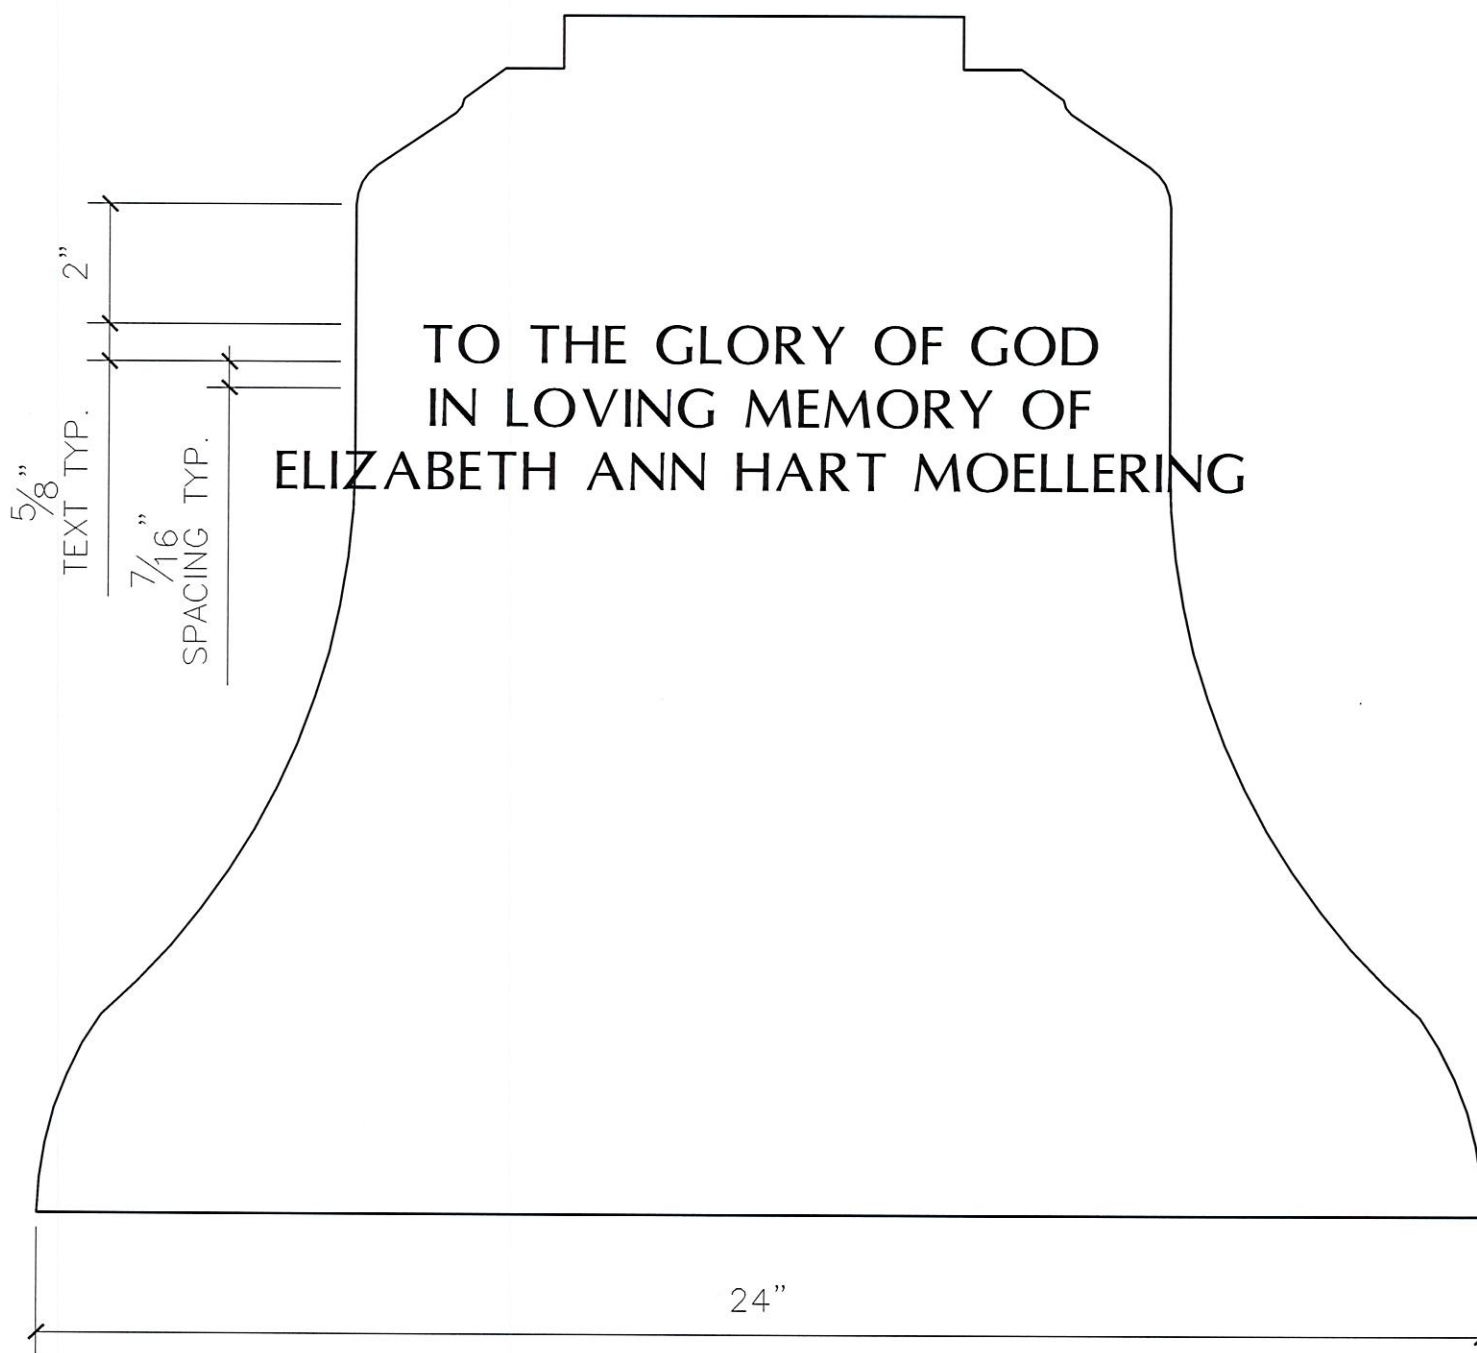 2”
5/8”
TEXT TYP.
7/16”
SPACING TYP.
TO THE GLORY OF GOD
IN LOVING MEMORY OF
ELIZABETH ANN HART MOELLERING
24”